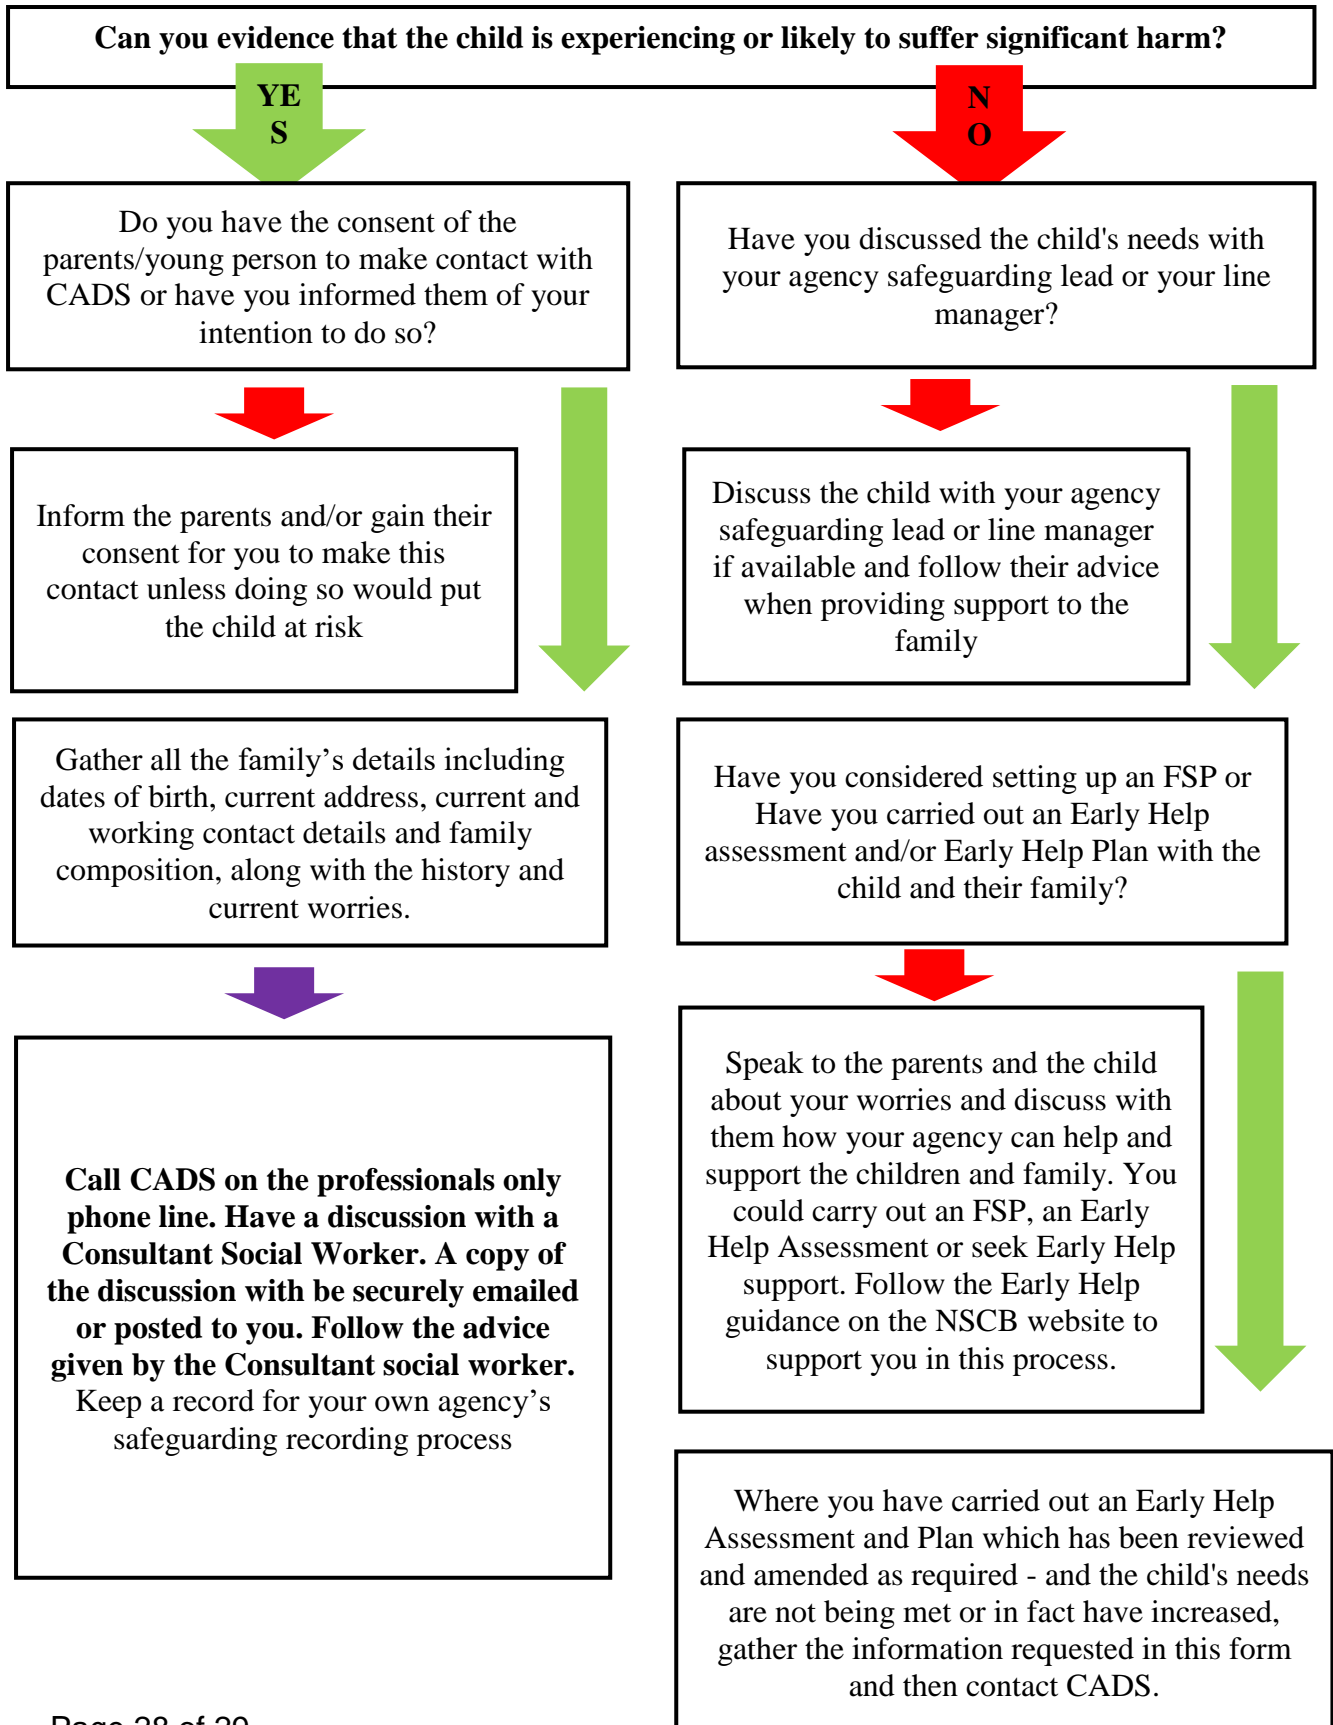 Can you evidence that the child is experiencing or likely to suffer significant harm?
YE
S
N
O
Do you have the consent of the
parents/young person to make contact with
CADS or have you informed them of your
intention to do so?
Have you discussed the child's needs with
your agency safeguarding lead or your line
manager?
Inform the parents and/or gain their
consent for you to make this
contact unless doing so would put
the child at risk
Discuss the child with your agency
safeguarding lead or line manager
if available and follow their advice
when providing support to the
family
Gather all the family’s details including
dates of birth, current address, current and
working contact details and family
composition, along with the history and
current worries.
Have you considered setting up an FSP or
Have you carried out an Early Help
assessment and/or Early Help Plan with the
child and their family?
Call CADS on the professionals only
phone line. Have a discussion with a
Consultant Social Worker. A copy of
the discussion with be securely emailed
or posted to you. Follow the advice
given by the Consultant social worker.
Keep a record for your own agency’s
safeguarding recording process
Speak to the parents and the child
about your worries and discuss with
them how your agency can help and
support the children and family. You
could carry out an FSP, an Early
Help Assessment or seek Early Help
support. Follow the Early Help
guidance on the NSCB website to
support you in this process.
Where you have carried out an Early Help
Assessment and Plan which has been reviewed
and amended as required - and the child's needs
are not being met or in fact have increased,
gather the information requested in this form
and then contact CADS.
Page 28 of 29